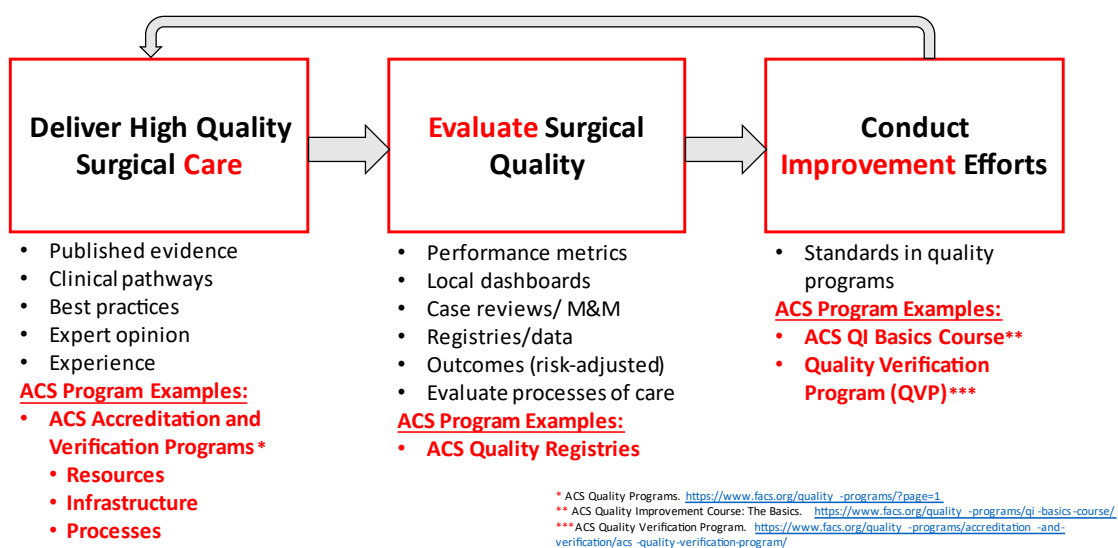 Deliver High Quality
Surgical Care
Evaluate Surgical
Quality
Conduct
Improvement Efforts
• Published evidence
• Clinical pathways
• Best practices
• Expert opinion
• Experience
ACS Program Examples:
• ACS Accreditation and
Verification Programs*
• Resources
• Infrastructure
• Processes
• Performance metrics
• Local dashboards
• Case reviews/ M&M
• Registries/data
• Outcomes (risk-adjusted)
• Evaluate processes of care
ACS Program Examples:
• ACS Quality Registries
• Standards in quality
programs
ACS Program Examples:
• ACS QI Basics Course**
• Quality Verification
Program (QVP)***
* ACS Quality Programs. https://www.facs.org/quality -programs/?page=1
** ACS Quality Improvement Course: The Basics. https://www.facs.org/quality -programs/qi -basics-course/
***ACS Quality Verification Program. https://www.facs.org/quality -programs/accreditation -and-
verification/acs -quality-verification-program/